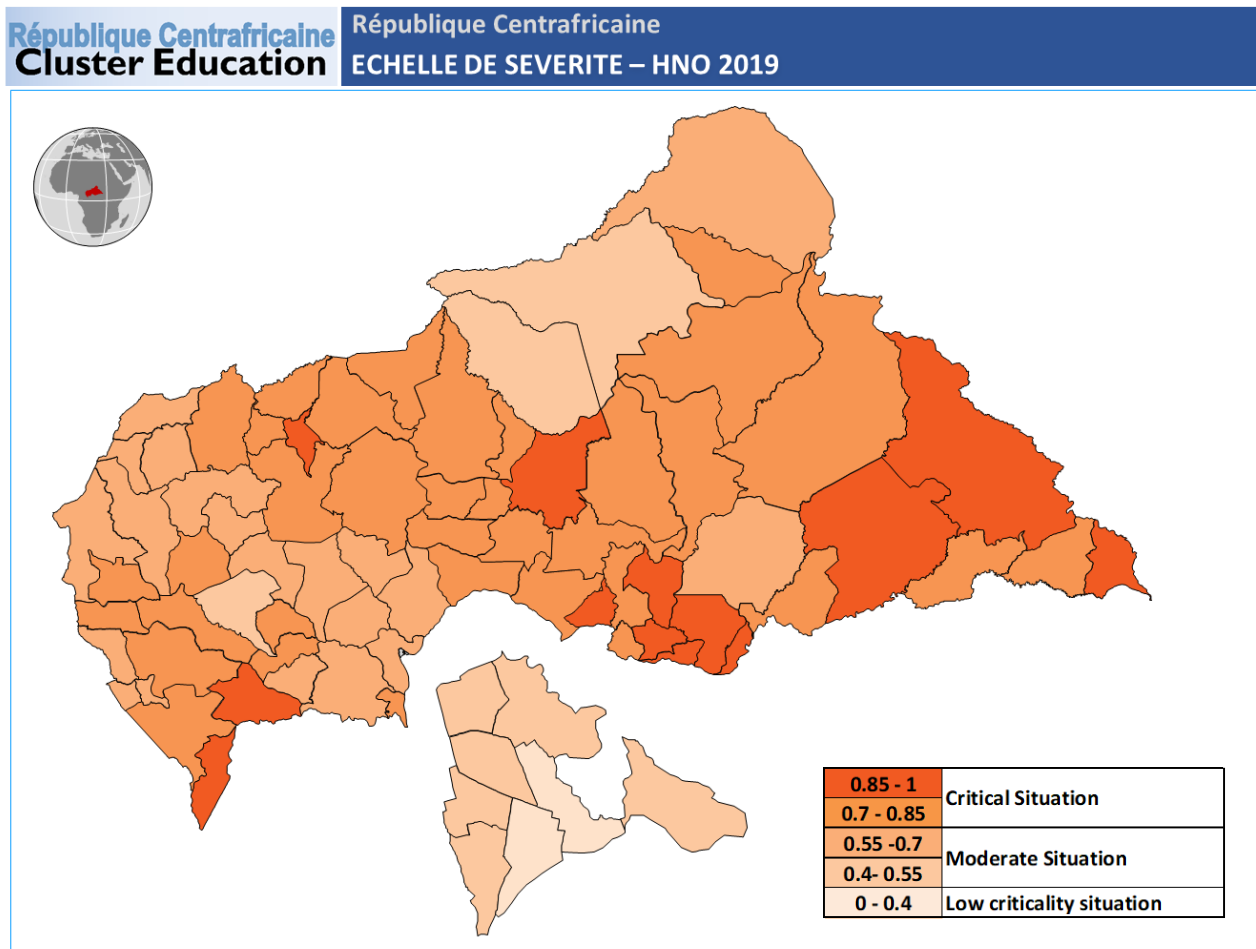 République Centrafricaine
Cluster Education
République Centrafricaine
ECHELLE DE SEVERITE – HNO 2019
0.85 - 1
Critical Situation
0.7 - 0.85
0.55 -0.7
Moderate Situation
0.4- 0.55
0 - 0.4 Low criticality situation